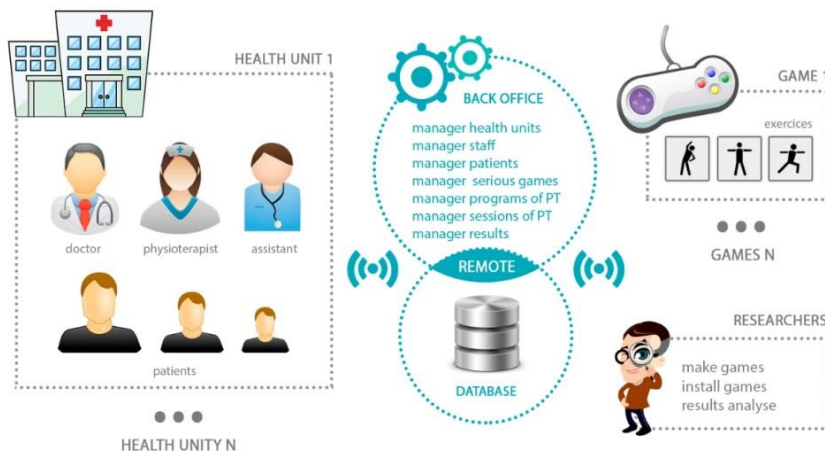 HEALTH UNIT 1
doctor
physioterapist
assistant
patients
HEALTH UNITY N
BACK OFFICE
manager health units
manager staff
manager patients
manager serious games
manager programs of PT
manager sessions of PT
manager results
REMOTE
DATABASE
GAME 1
exercices
GAMES N
RESEARCHERS
make games
install games
results analyse